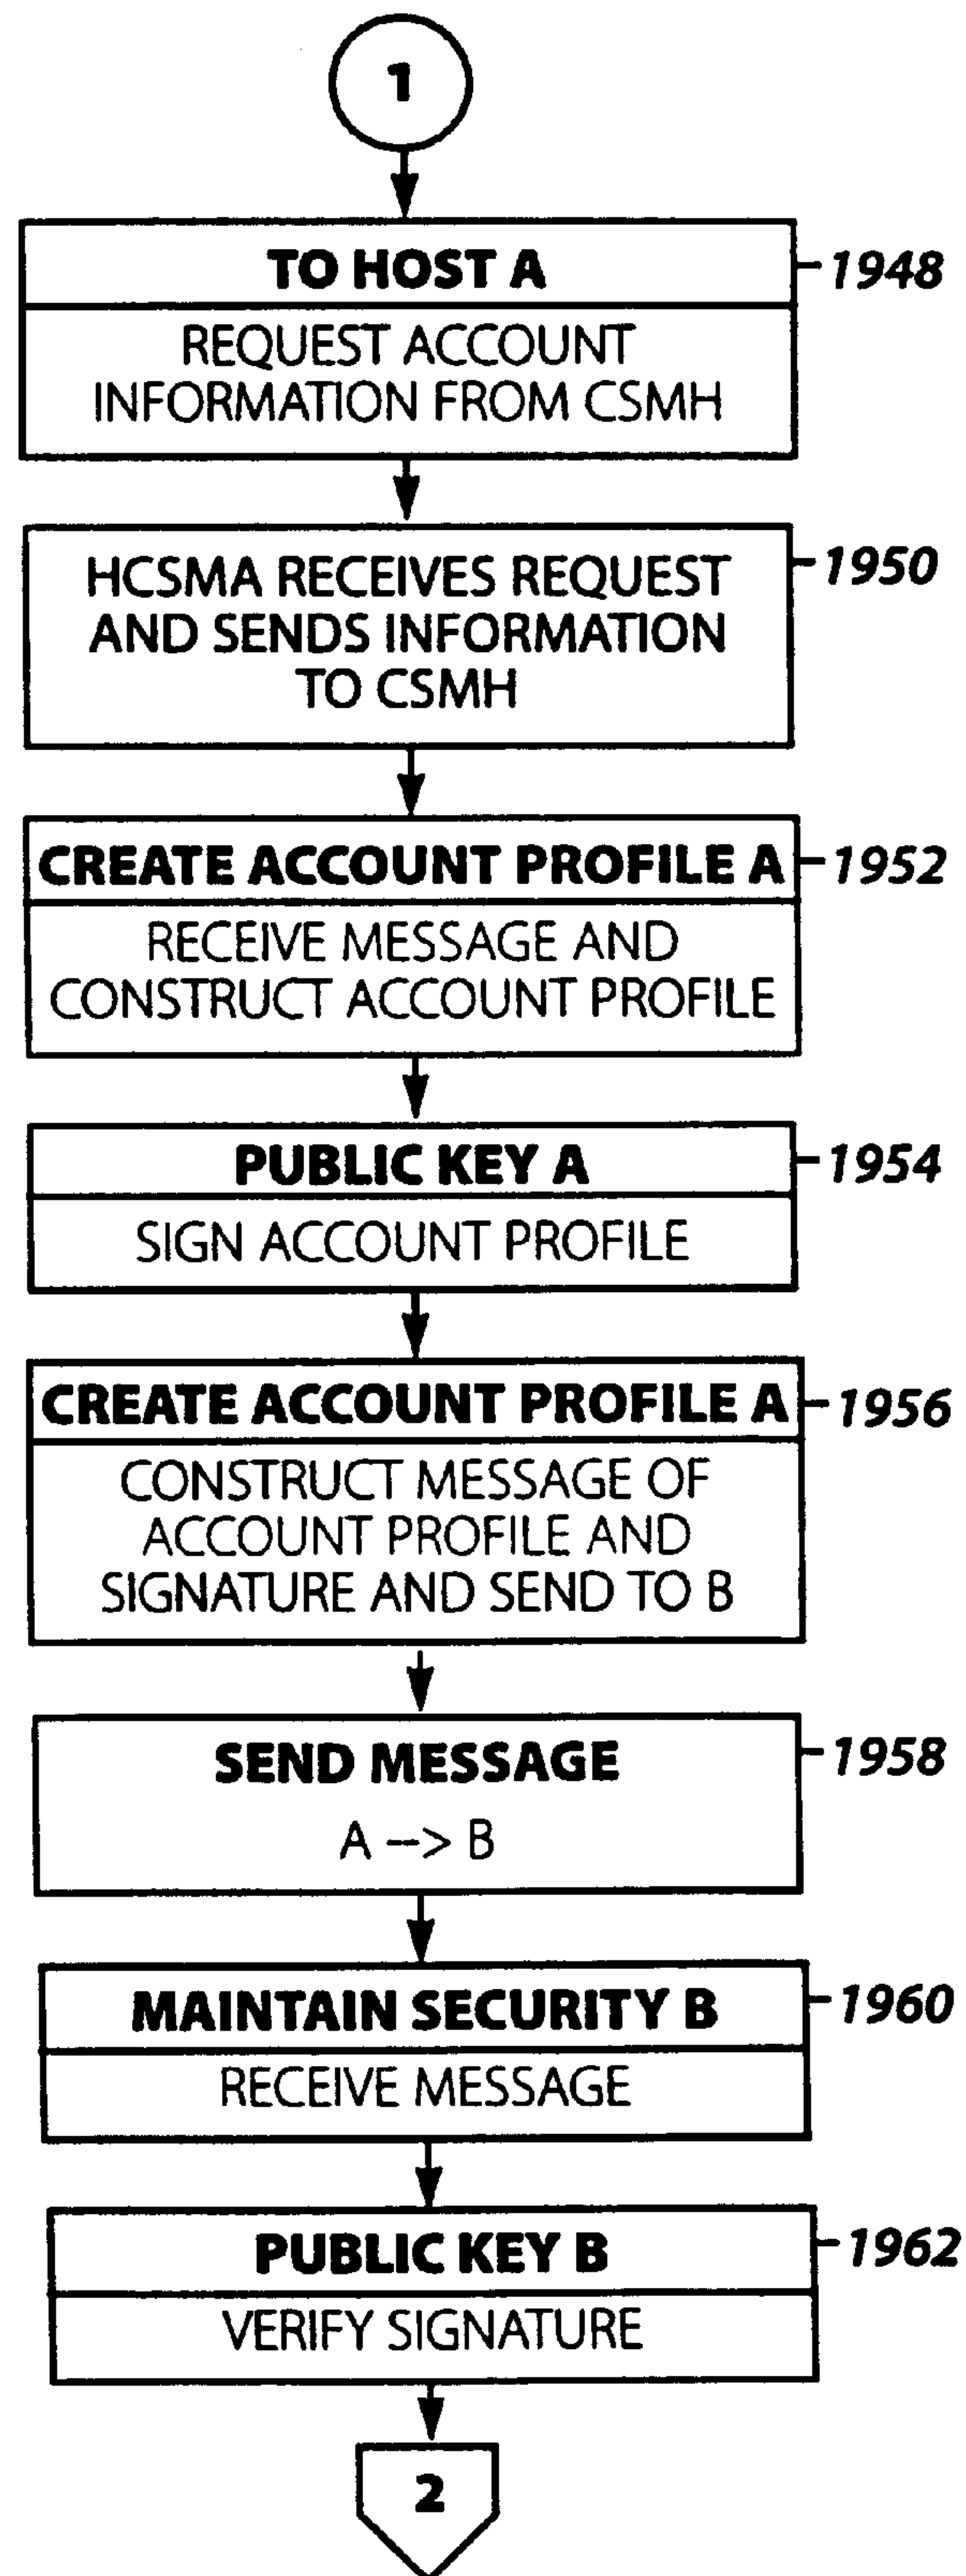 1
TO HOST A
1948
REQUEST ACCOUNT
INFORMATION FROM CSMH
HCSMA RECEIVES REQUEST
1950
AND SENDS INFORMATION
TO CSMH
CREATE ACCOUNT PROFILE A
1952
RECEIVE MESSAGE AND
CONSTRUCT ACCOUNT PROFILE
PUBLIC KEY A
1954
SIGN ACCOUNT PROFILE
CREATE ACCOUNT PROFILE A
1956
CONSTRUCT MESSAGE OF
ACCOUNT PROFILE AND
SIGNATURE AND SEND TO B
SEND MESSAGE
1958
A --> B
MAINTAIN SECURITY B
1960
RECEIVE MESSAGE
PUBLIC KEY B
1962
VERIFY SIGNATURE
2